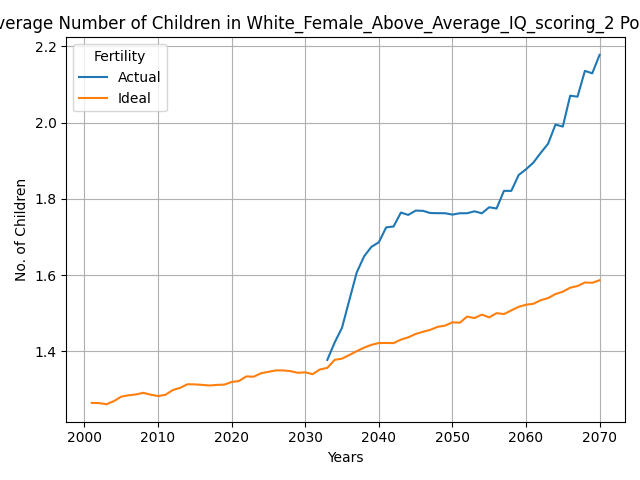 verage Number of Children in White_Female_Above_Average_IQ_scoring_2 Po
Fertility
Actual
Ideal
No. of Children
2.2
2.0
1.8
1.6
1.4
2000 2010 2020 2030 2040 2050 2060 2070
Years